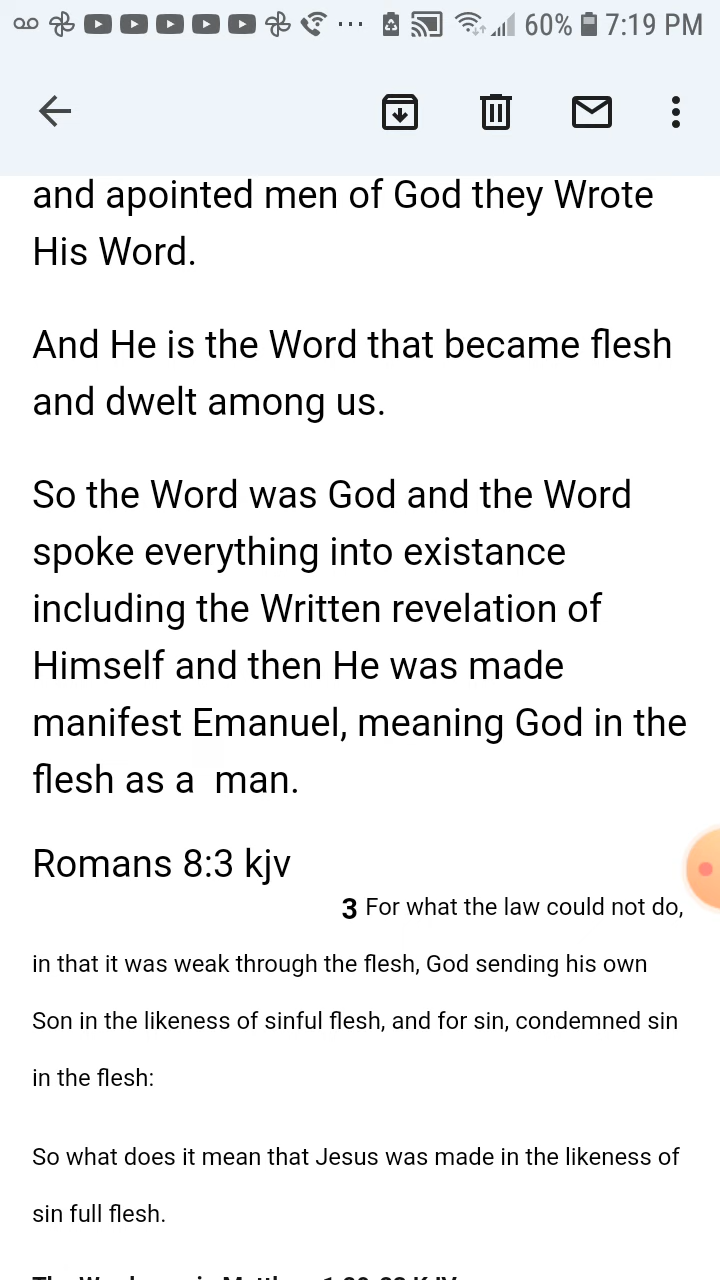 60% 7:19 PM
and apointed men of God they Wrote
His Word.
And He is the Word that became flesh
and dwelt among us.
So the Word was God and the Word
spoke everything into existance
including the Written revelation of
Himself and then He was made
manifest Emanuel, meaning God in the
flesh as a  man.
Romans 8:3 kjv
3 For what the law could not do,
in that it was weak through the flesh, God sending his own
Son in the likeness of sinful flesh, and for sin, condemned sin
in the flesh:
So what does it mean that Jesus was made in the likeness of
sin full flesh.